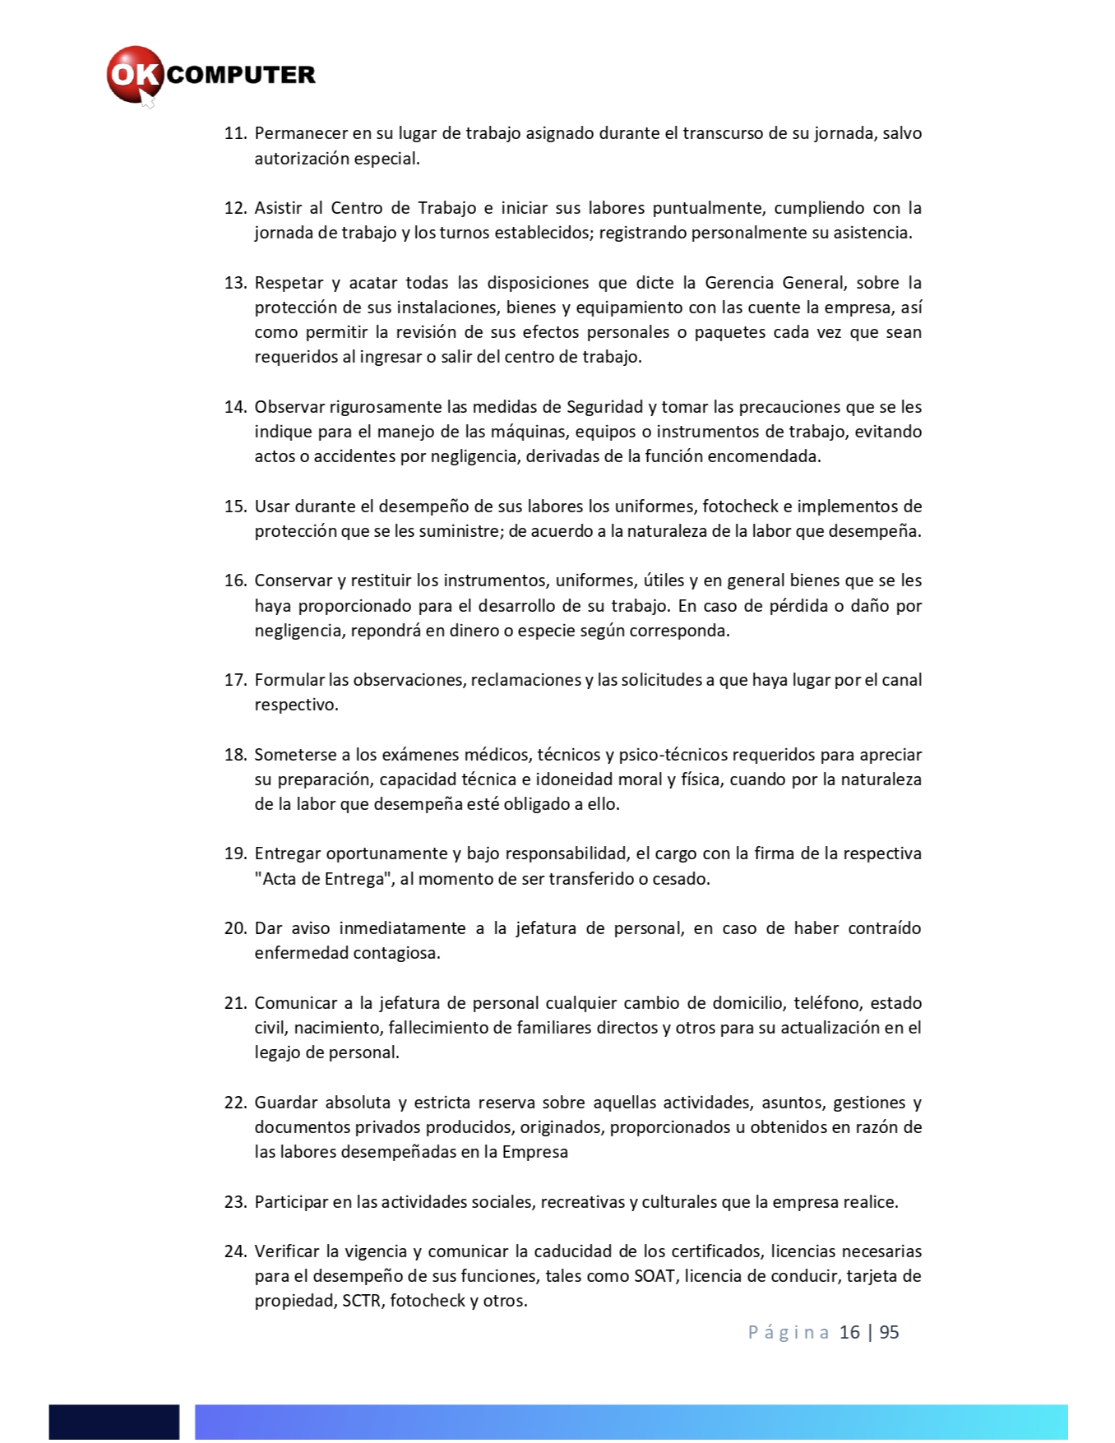 OK COMPUTER
11. Permanecer en su lugar de trabajo asignado durante el transcurso de su jornada, salvo
autorización especial.
12. Asistir al Centro de Trabajo e iniciar sus labores puntualmente, cumpliendo con la
jornada de trabajo y los turnos establecidos; registrando personalmente su asistencia.
13. Respetar y acatar todas las disposiciones que dicte la Gerencia General, sobre la
protección de sus instalaciones, bienes y equipamiento con las cuente la empresa, así
como permitir la revisión de sus efectos personales o paquetes cada vez que sean
requeridos al ingresar o salir del centro de trabajo.
14. Observar rigurosamente las medidas de Seguridad y tomar las precauciones que se les
indique para el manejo de las máquinas, equipos o instrumentos de trabajo, evitando
actos o accidentes por negligencia, derivadas de la función encomendada.
15. Usar durante el desempeño de sus labores los uniformes, fotocheck e implementos de
protección que se les suministre; de acuerdo a la naturaleza de la labor que desempeña.
16. Conservar y restituir los instrumentos, uniformes, útiles y en general bienes que se les
haya proporcionado para el desarrollo de su trabajo. En caso de pérdida o daño por
negligencia, repondrá en dinero o especie según corresponda.
17. Formular las observaciones, reclamaciones y las solicitudes a que haya lugar por el canal
respectivo.
18. Someterse a los exámenes médicos, técnicos y psico-técnicos requeridos para apreciar
su preparación, capacidad técnica e idoneidad moral y física, cuando por la naturaleza
de la labor que desempeña esté obligado a ello.
19. Entregar oportunamente y bajo responsabilidad, el cargo con la firma de la respectiva
"Acta de Entrega", al momento de ser transferido o cesado.
20. Dar aviso inmediatamente a la jefatura de personal, en caso de haber contraído
enfermedad contagiosa.
21. Comunicar a la jefatura de personal cualquier cambio de domicilio, teléfono, estado
civil, nacimiento, fallecimiento de familiares directos y otros para su actualización en el
legajo de personal.
22. Guardar absoluta y estricta reserva sobre aquellas actividades, asuntos, gestiones y
documentos privados producidos, originados, proporcionados u obtenidos en razón de
las labores desempeñadas en la Empresa
23. Participar en las actividades sociales, recreativas y culturales que la empresa realice.
24. Verificar la vigencia y comunicar la caducidad de los certificados, licencias necesarias
para el desempeño de sus funciones, tales como SOAT, licencia de conducir, tarjeta de
propiedad, SCTR, fotocheck y otros.
Página 16 | 95